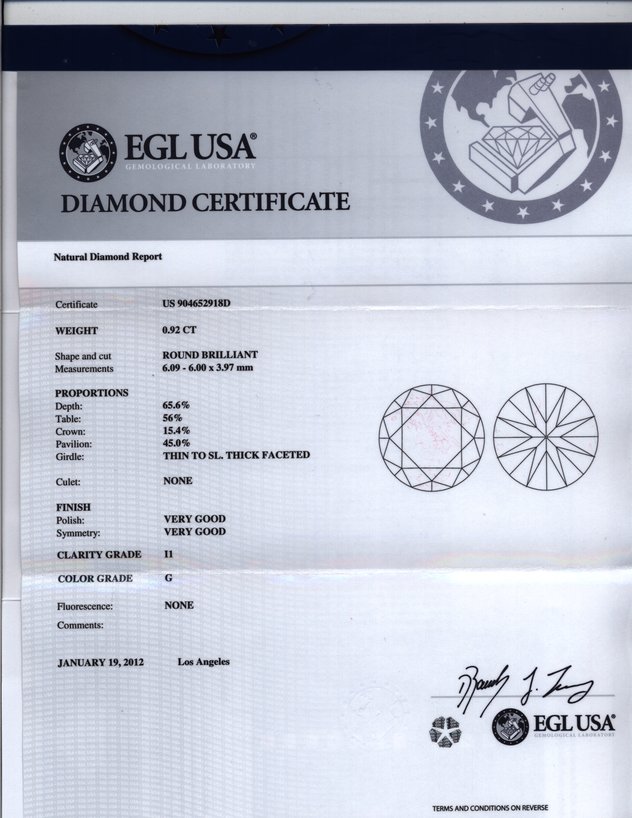 EGL USA®
GEMOLOGICAL LABORATORY
DIAMOND CERTIFICATE
Natural Diamond Report
Certificate US 904652918D
WEIGHT 0.92 CT
Shape and cut ROUND BRILLIANT
Measurements 6.09 - 6.00 x 3.97 mm
PROPORTIONS
Depth: 65.6%
Table: 56%
Crown: 15.4%
Pavilion: 45.0%
Girdle: THIN TO SL. THICK FACETED
Culet: NONE
FINISH
Polish: VERY GOOD
Symmetry: VERY GOOD
CLARITY GRADE I1
COLOR GRADE G
Fluorescence: NONE
Comments:
JANUARY 19, 2012 Los Angeles
EGL USA®
GEMOLOGICAL LABORATORY
TERMS AND CONDITIONS ON REVERSE